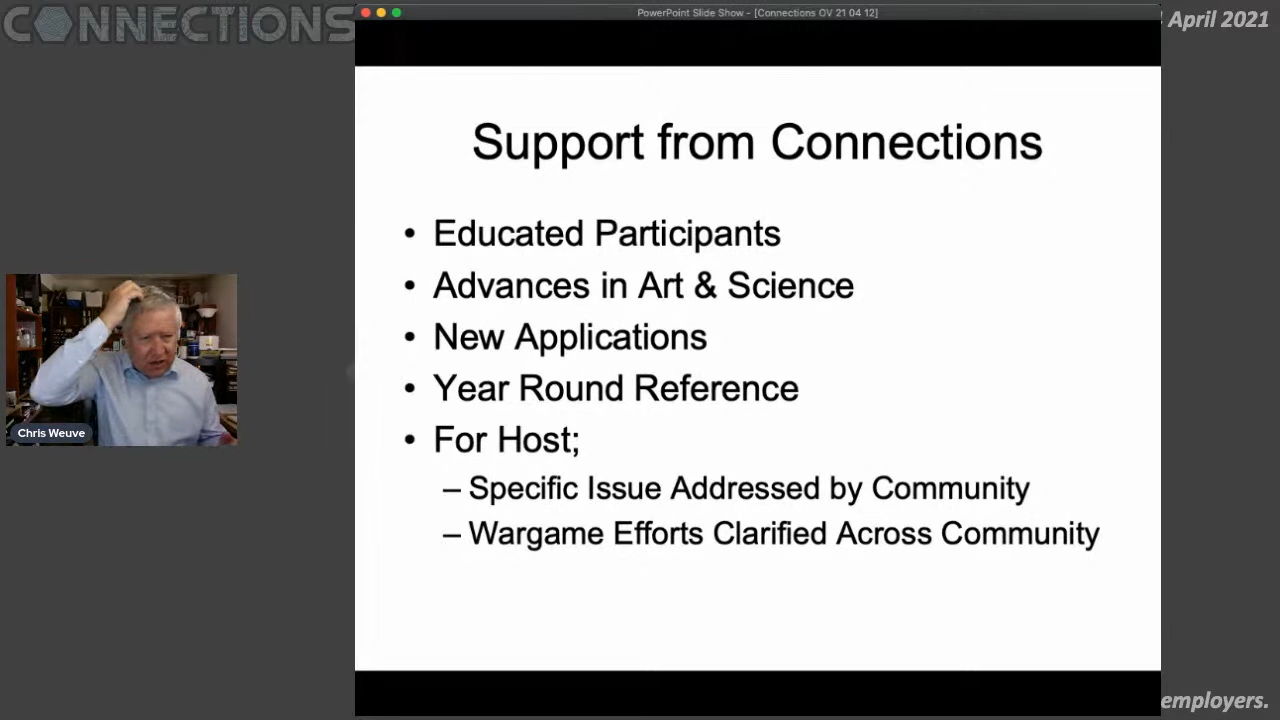 CONNECTIONS
PowerPoint Slide Show - [Connections OV 21 04 12]
April 2021
Support from Connections
• Educated Participants
• Advances in Art & Science
• New Applications
• Year Round Reference
• For Host;
– Specific Issue Addressed by Community
– Wargame Efforts Clarified Across Community
Chris Weuve
employers.